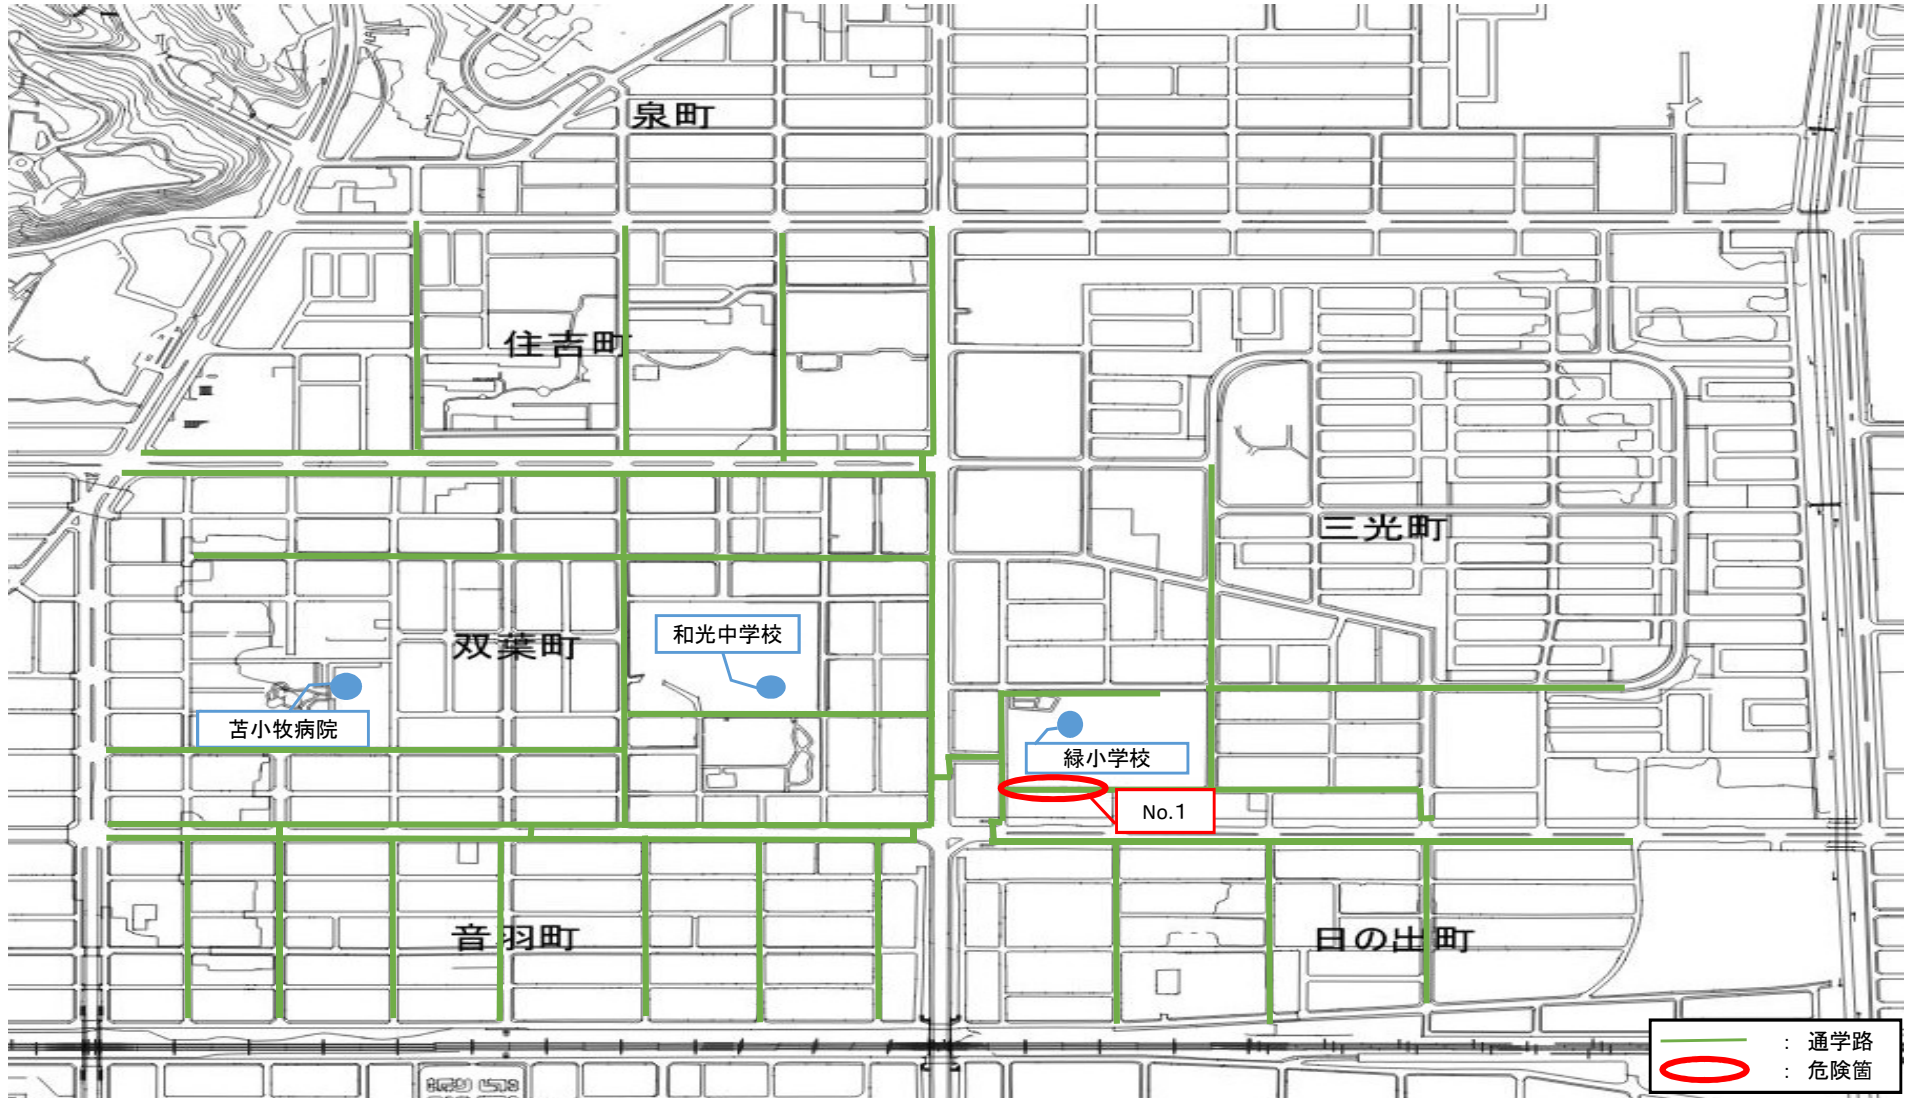 泉町
住吉町
三光町
和光中学校
双葉町
苫小牧病院
緑小学校
No.1
音羽町
日の出町
： 通学路
： 危険箇